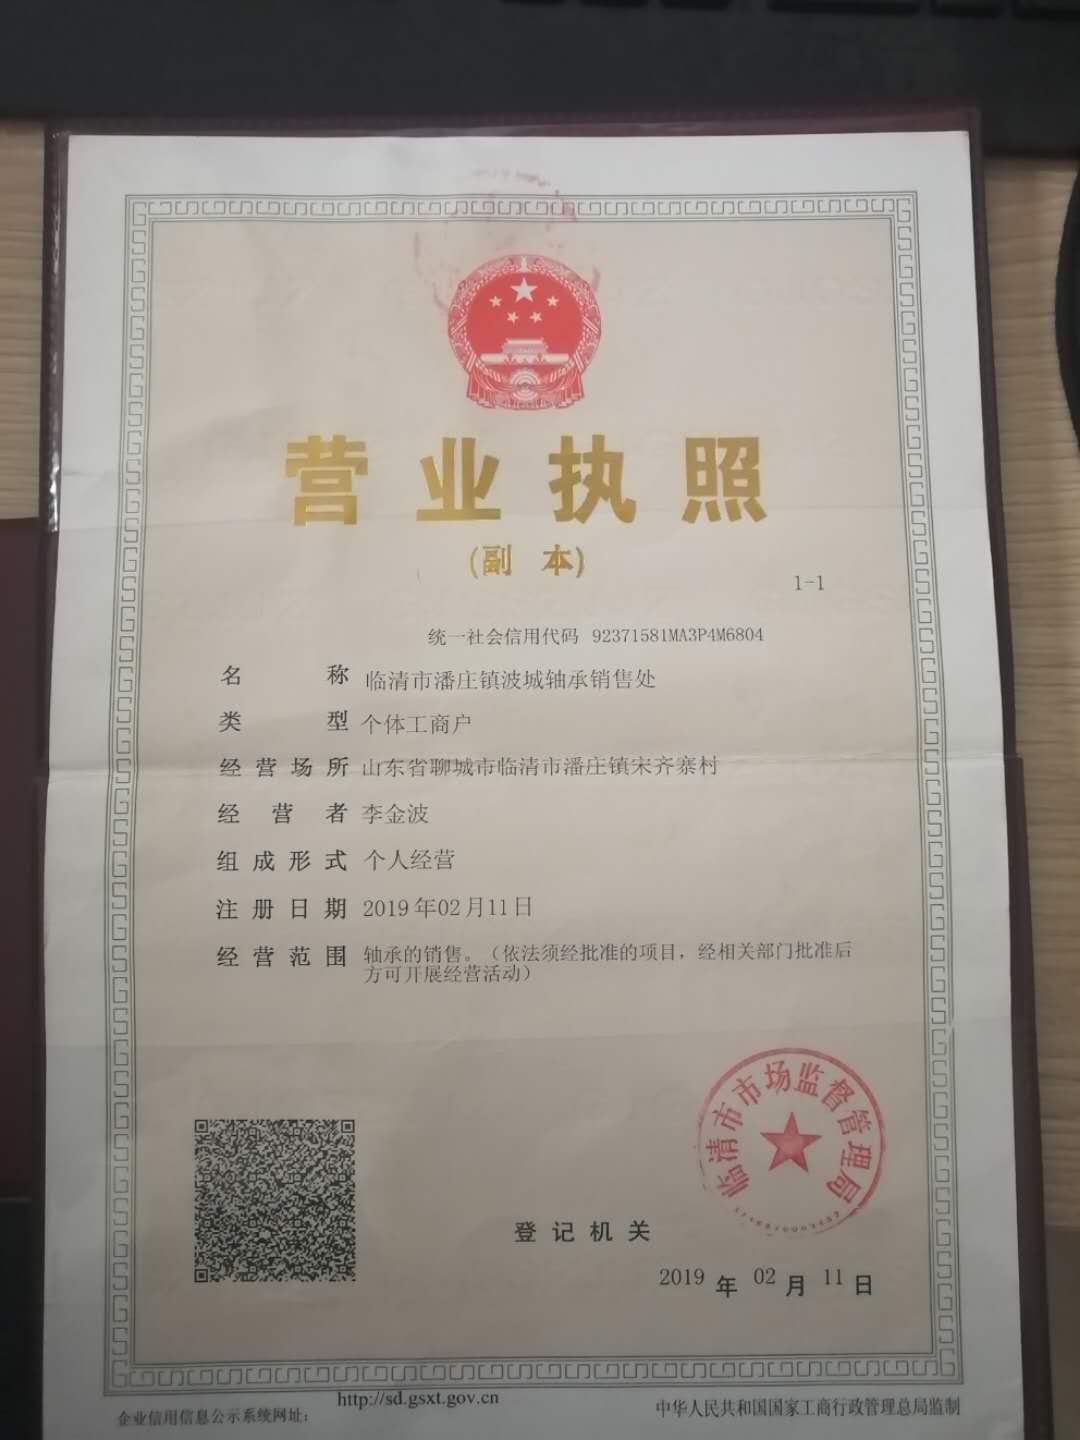 营业执照
(副 本)
1-1
统一社会信用代码 92371581MA3P4M6804
名称 临清市潘庄镇波城轴承销售处
类型 个体工商户
经营场所 山东省聊城市临清市潘庄镇宋齐寨村
经营者 李金波
组成形式 个人经营
注册日期 2019年02月11日
经营范围 轴承的销售。（依法须经批准的项目，经相关部门批准后
方可开展经营活动）
临清市市场监督管理局
登记机关
2019 年 02 月 11 日
企业信用信息公示系统网址： http://sd.gsxt.gov.cn
中华人民共和国国家工商行政管理总局监制